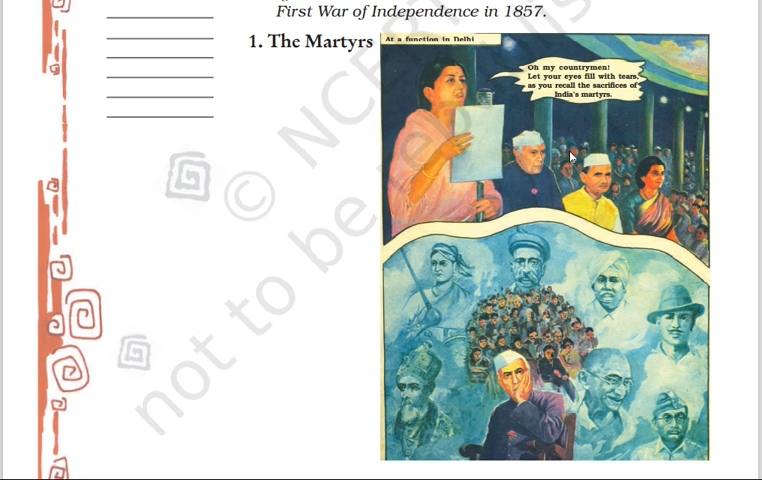 First War of Independence in 1857.
1. The Martyrs
At a function in Delhi
Oh my countrymen!
Let your eyes fill with tears,
as you recall the sacrifices of
India's martyrs.
© NCERT
not to be republished